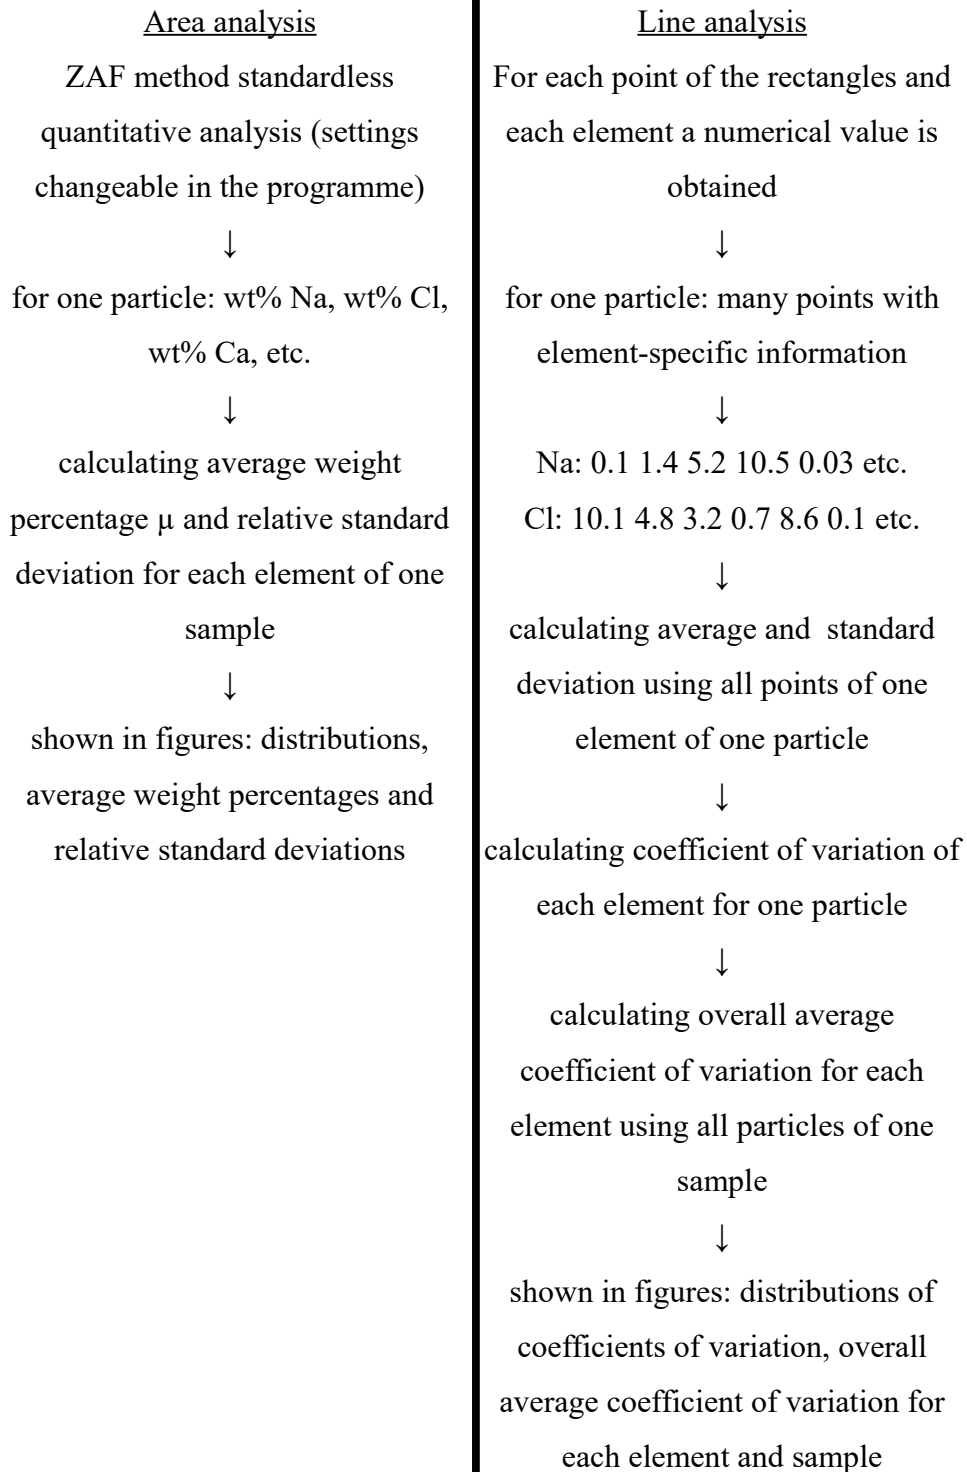 Area analysis
ZAF method standardless
quantitative analysis (settings
changeable in the programme)
↓
for one particle: wt% Na, wt% Cl,
wt% Ca, etc.
↓
calculating average weight
percentage μ and relative standard
deviation for each element of one
sample
↓
shown in figures: distributions,
average weight percentages and
relative standard deviations
Line analysis
For each point of the rectangles and
each element a numerical value is
obtained
↓
for one particle: many points with
element-specific information
↓
Na: 0.1 1.4 5.2 10.5 0.03 etc.
Cl: 10.1 4.8 3.2 0.7 8.6 0.1 etc.
↓
calculating average and standard
deviation using all points of one
element of one particle
↓
calculating coefficient of variation of
each element for one particle
↓
calculating overall average
coefficient of variation for each
element using all particles of one
sample
↓
shown in figures: distributions of
coefficients of variation, overall
average coefficient of variation for
each element and sample